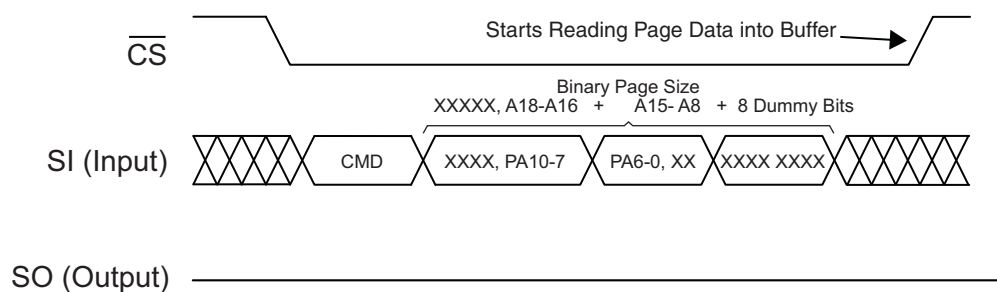 Starts Reading Page Data into Buffer
CS
Binary Page Size
XXXXX, A18-A16 + A15- A8 + 8 Dummy Bits
SI (Input) CMD XXXX, PA10-7 PA6-0, XX XXXX XXXX
SO (Output)